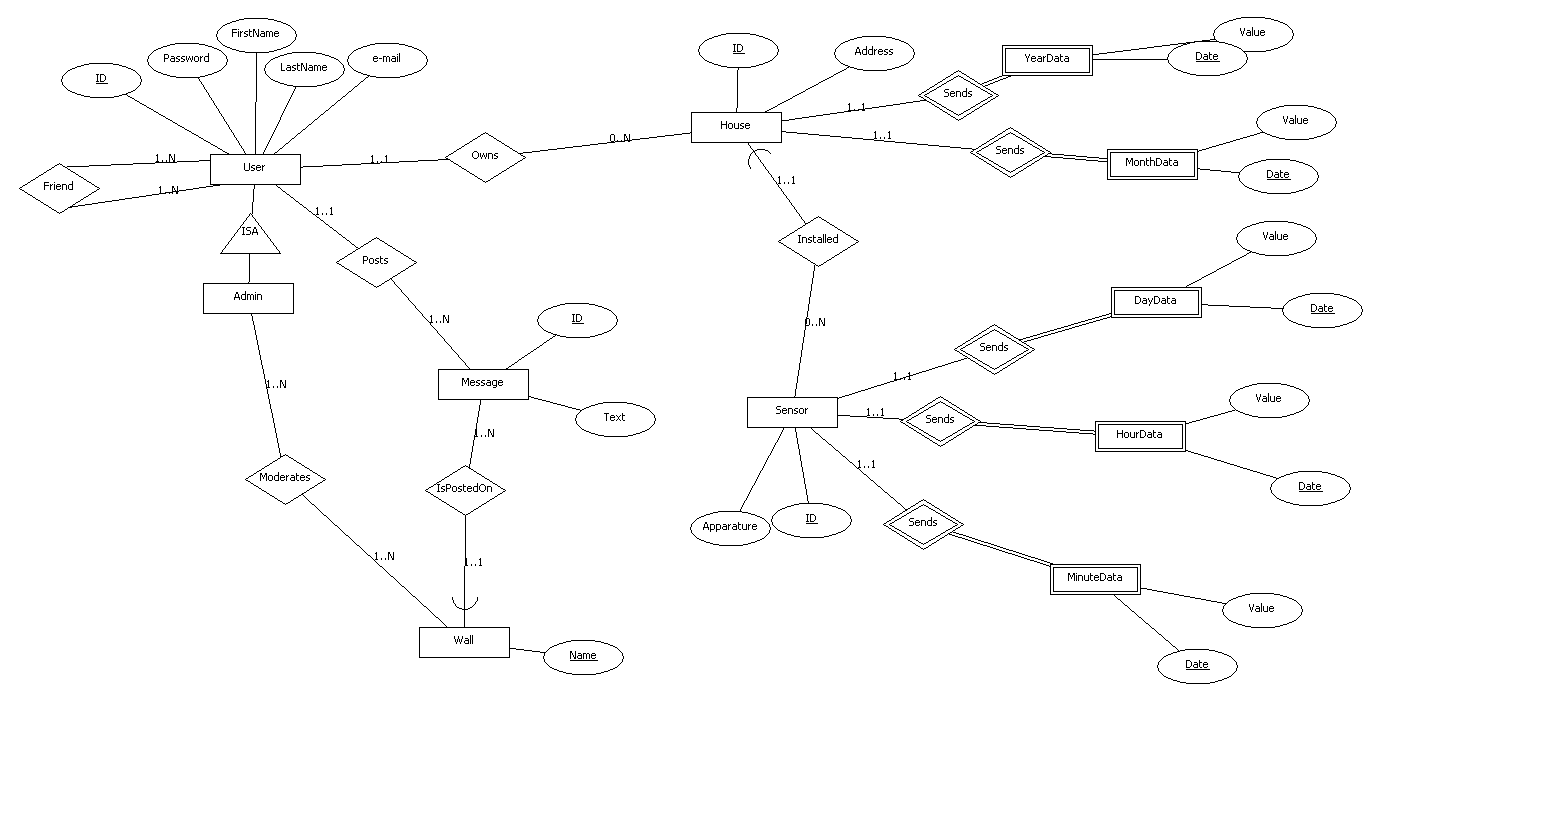 FirstName
Password
LastName
e-mail
ID
User
1..N
1..N
Friend
ISA
Admin
1..1
Owns
0..N
1..1
Posts
1..N
Message
ID
Text
1..N
IsPostedOn
1..1
Wall
Name
1..N
Moderates
1..N
ID
Address
House
1..1
Sends
YearData
Value
Date
1..1
Sends
MonthData
Value
Date
1..1
Installed
0..N
Sensor
Apparature
ID
1..1
Sends
DayData
Value
Date
1..1
Sends
HourData
Value
Date
1..1
Sends
MinuteData
Value
Date